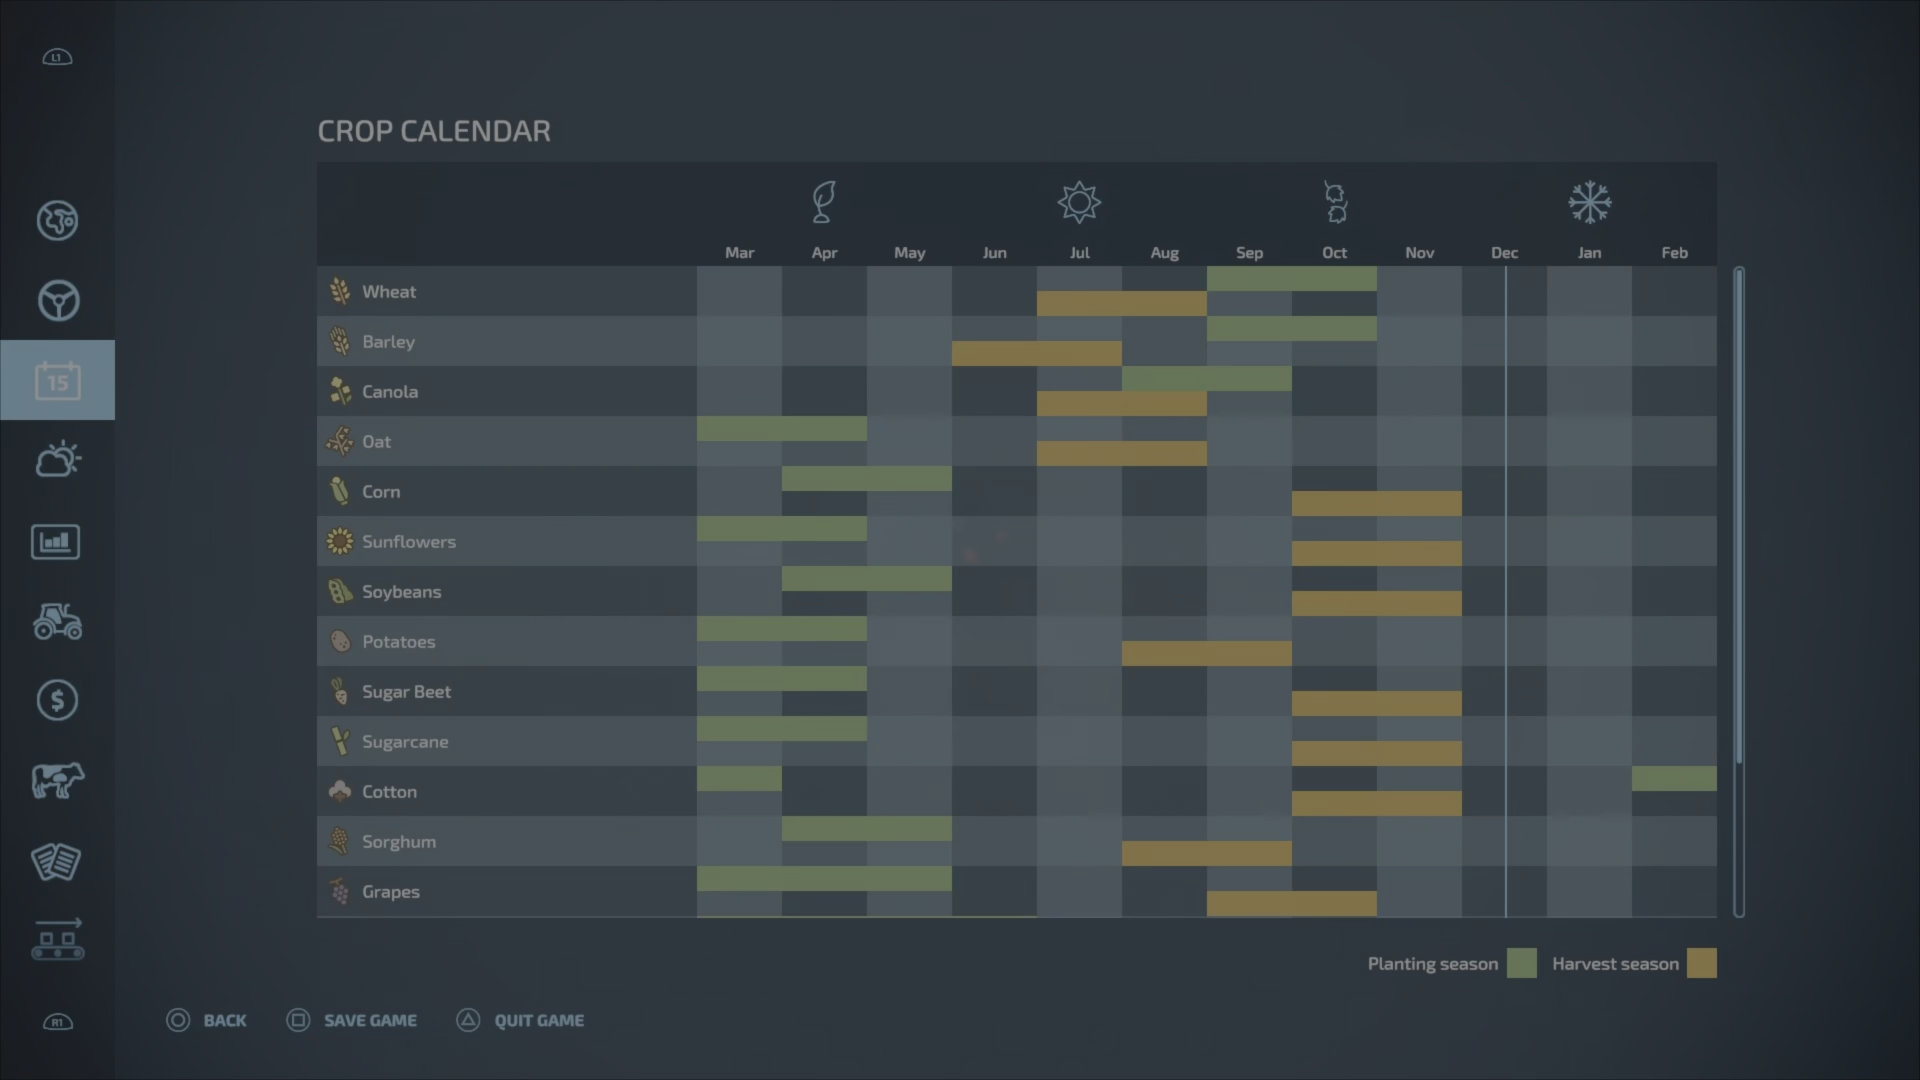 L1
CROP CALENDAR
Mar Apr May Jun Jul Aug Sep Oct Nov Dec Jan Feb
Wheat
Barley
15
Canola
Oat
Corn
Sunflowers
Soybeans
Potatoes
Sugar Beet
$
Sugarcane
Cotton
Sorghum
Grapes
Planting season Harvest season
R1 BACK SAVE GAME QUIT GAME